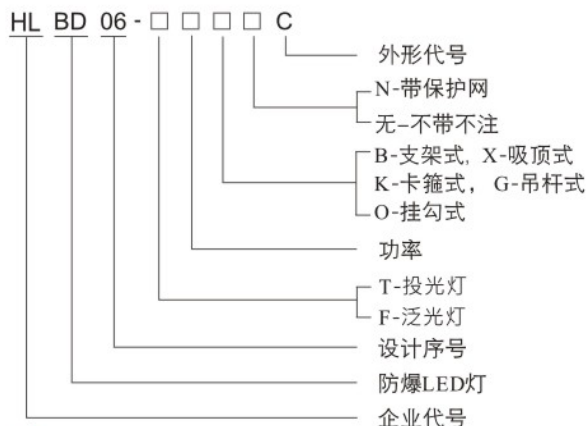 HL BD 06 - □ □ □ □ C
外形代号
N-带保护网
无-不带不注
B-支架式, X-吸顶式
K-卡箍式, G-吊杆式
O-挂勾式
功率
T-投光灯
F-泛光灯
设计序号
防爆LED灯
企业代号